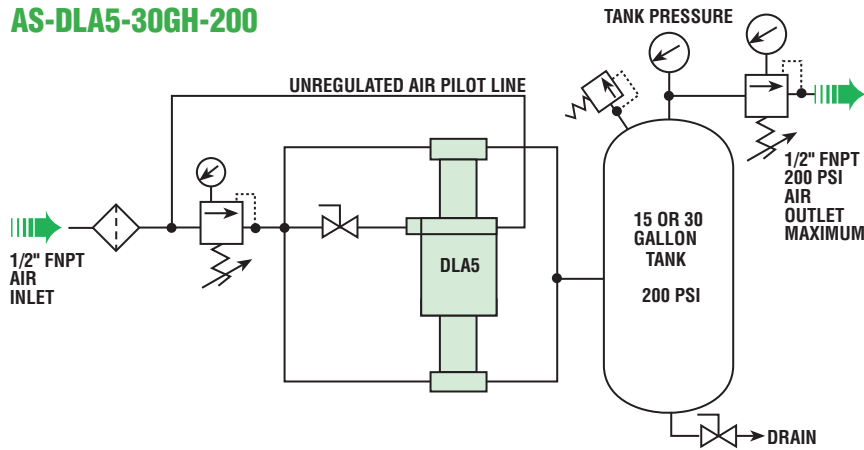 AS-DLA5-30GH-200
TANK PRESSURE
UNREGULATED AIR PILOT LINE
1/2" FNPT
AIR
INLET
DLA5
15 OR 30
GALLON
TANK
200 PSI
1/2" FNPT
200 PSI
AIR
OUTLET
MAXIMUM
DRAIN